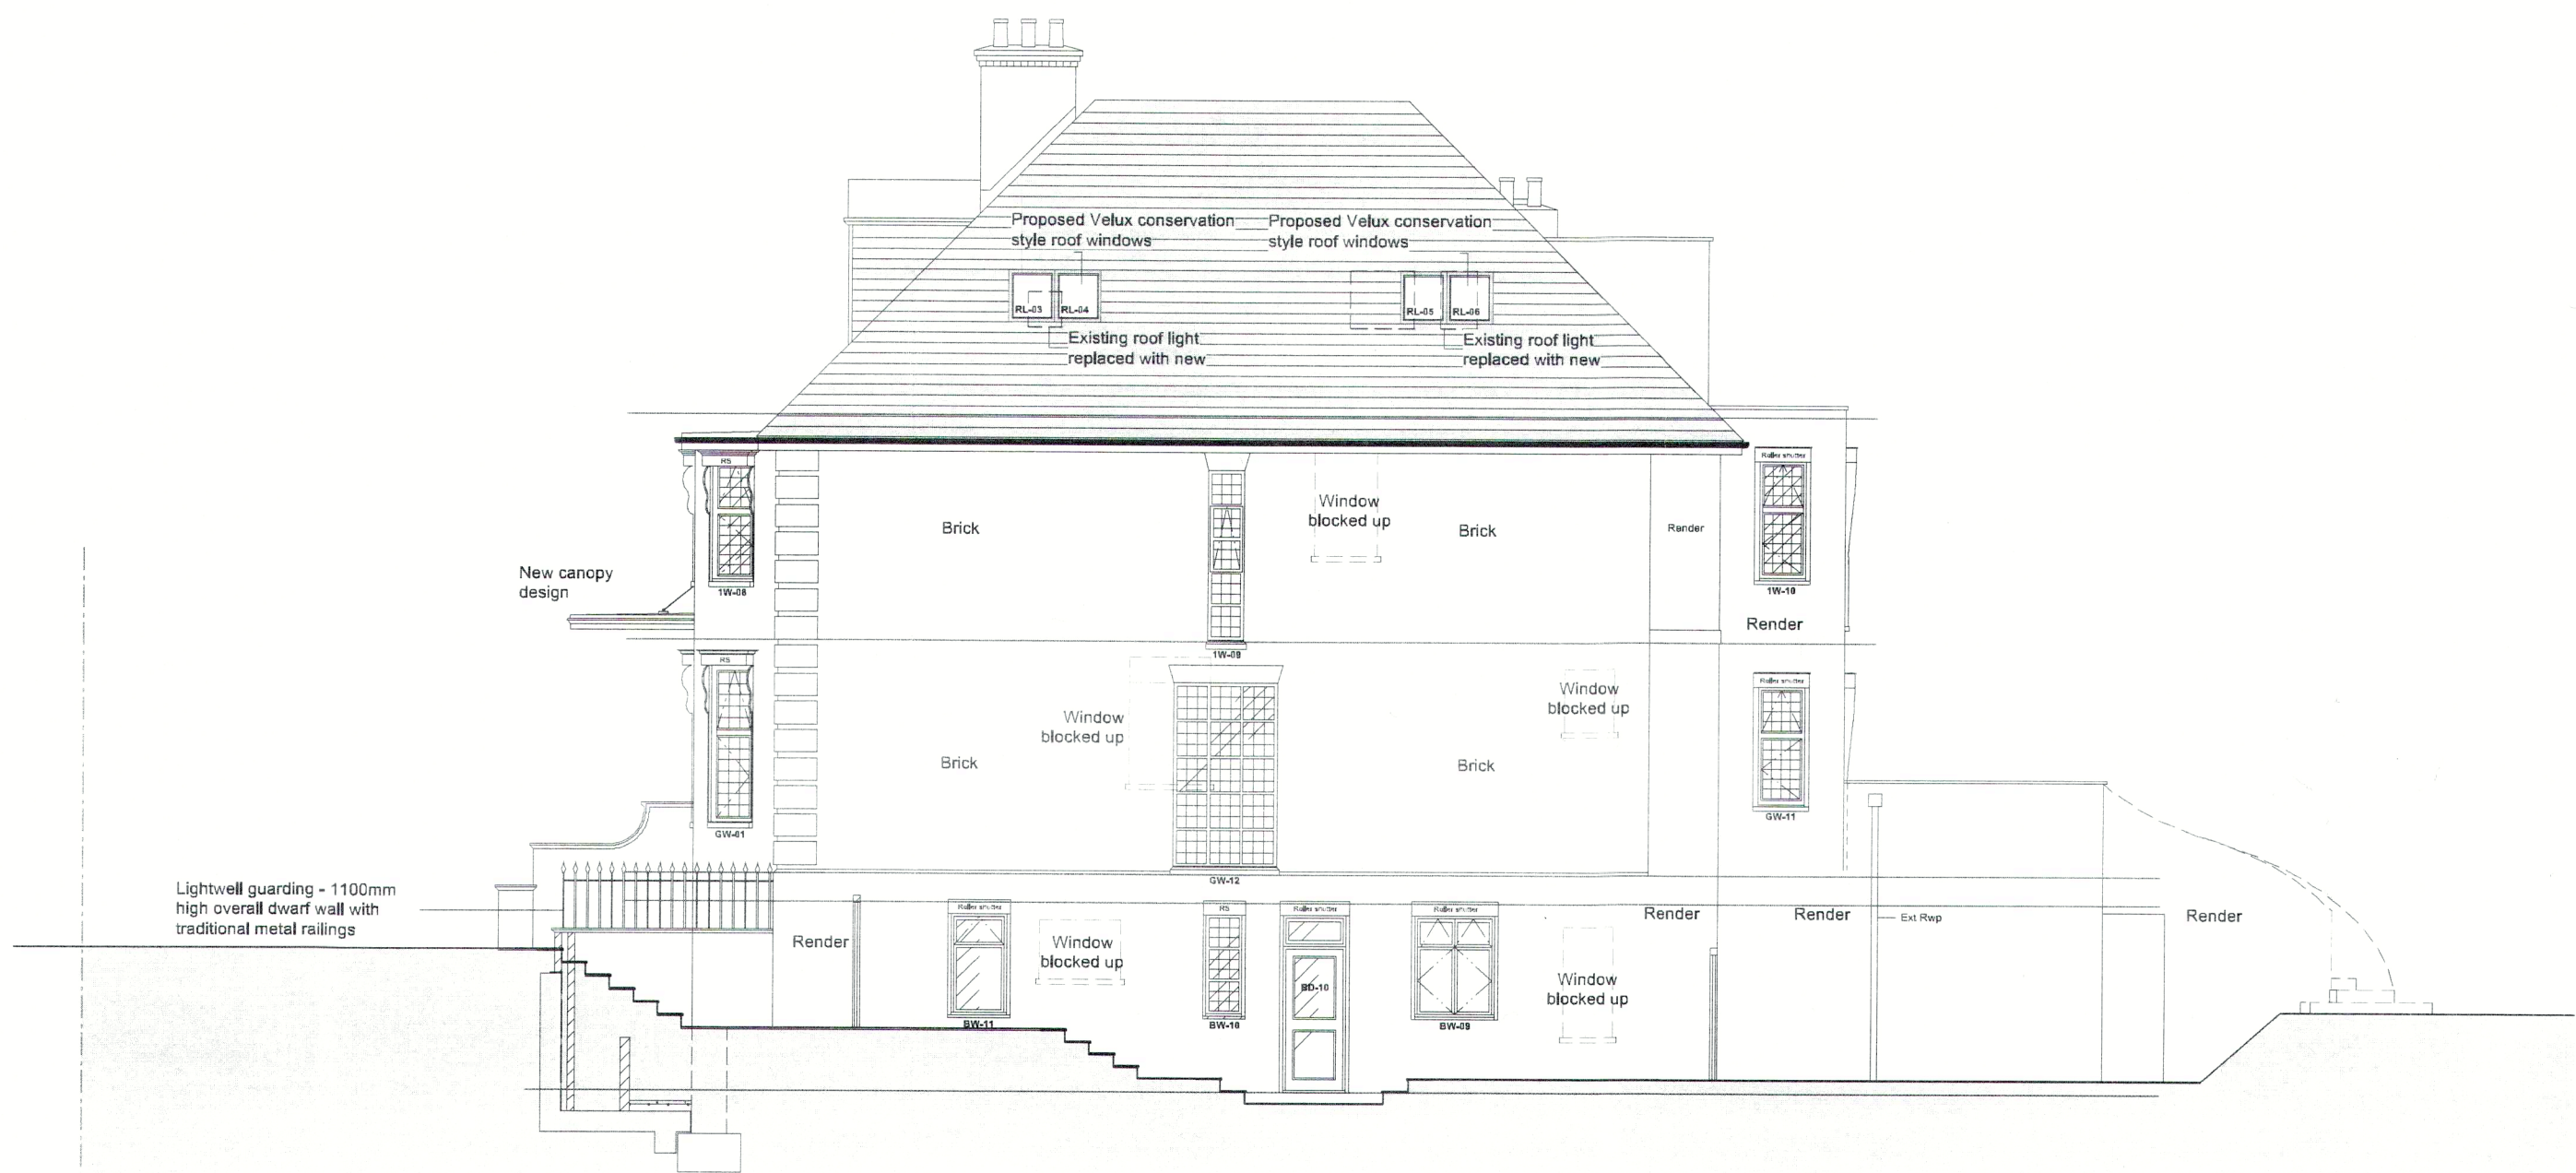 Proposed Velux conservation
style roof windows
Proposed Velux conservation
style roof windows
RL-03
RL-04
RL-05
RL-06
Existing roof light
replaced with new
Existing roof light
replaced with new
RS
Roller shutter
Window
blocked up
Brick
Brick
Render
New canopy
design
1W-08
1W-10
Render
1W-09
RS
Roller shutter
Window
blocked up
Window
blocked up
Brick
Brick
GW-01
GW-11
GW-12
Lightwell guarding - 1100mm
high overall dwarf wall with
traditional metal railings
Roller shutter
RS
Roller shutter
Roller shutter
Render
Render
Ext Rwp
Render
Render
Window
blocked up
Window
blocked up
BD-10
BW-11
BW-10
BW-09